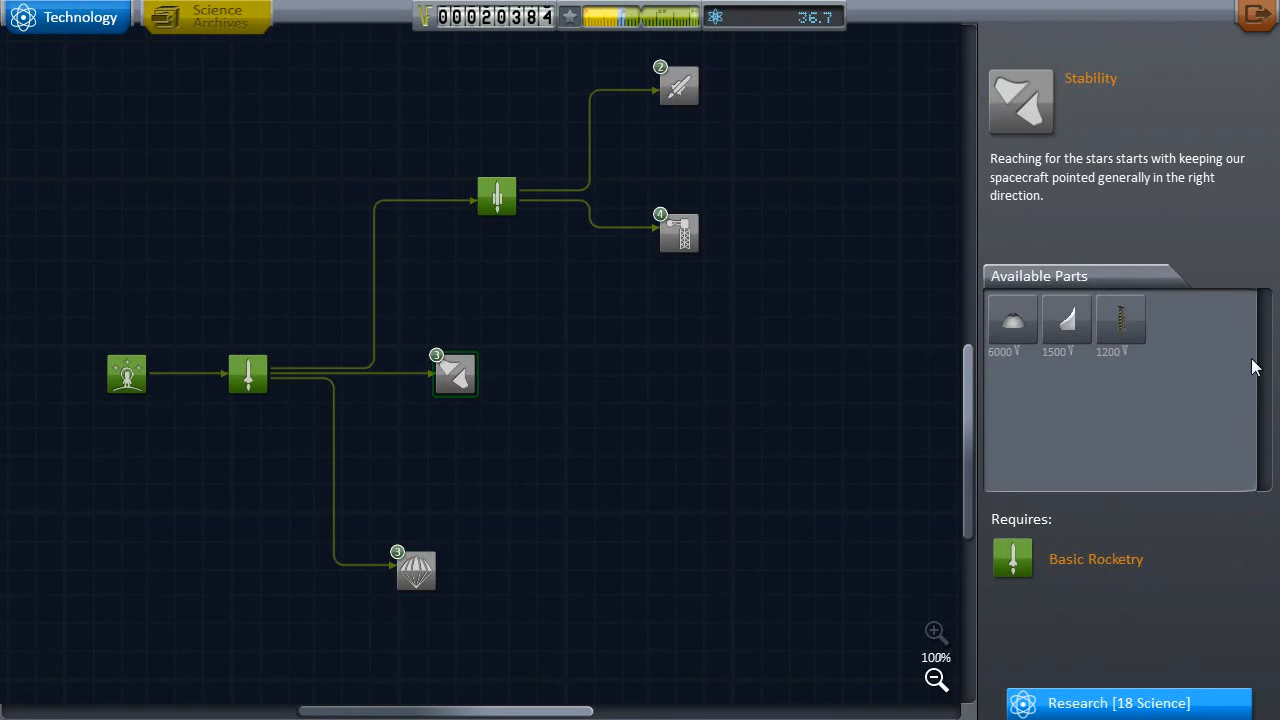 Technology
Science
Archives
00020384
36.7
2
4
3
3
Stability
Reaching for the stars starts with keeping our
spacecraft pointed generally in the right
direction.
Available Parts
6000 1500 1200
Requires:
Basic Rocketry
100%
Research [18 Science]